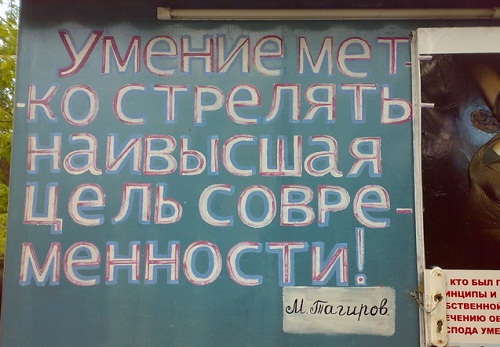 Умение мет-
-ко стрелять
наивысшая
цель совре-
менности!
М. Тагиров.
КТО БЫЛ
И